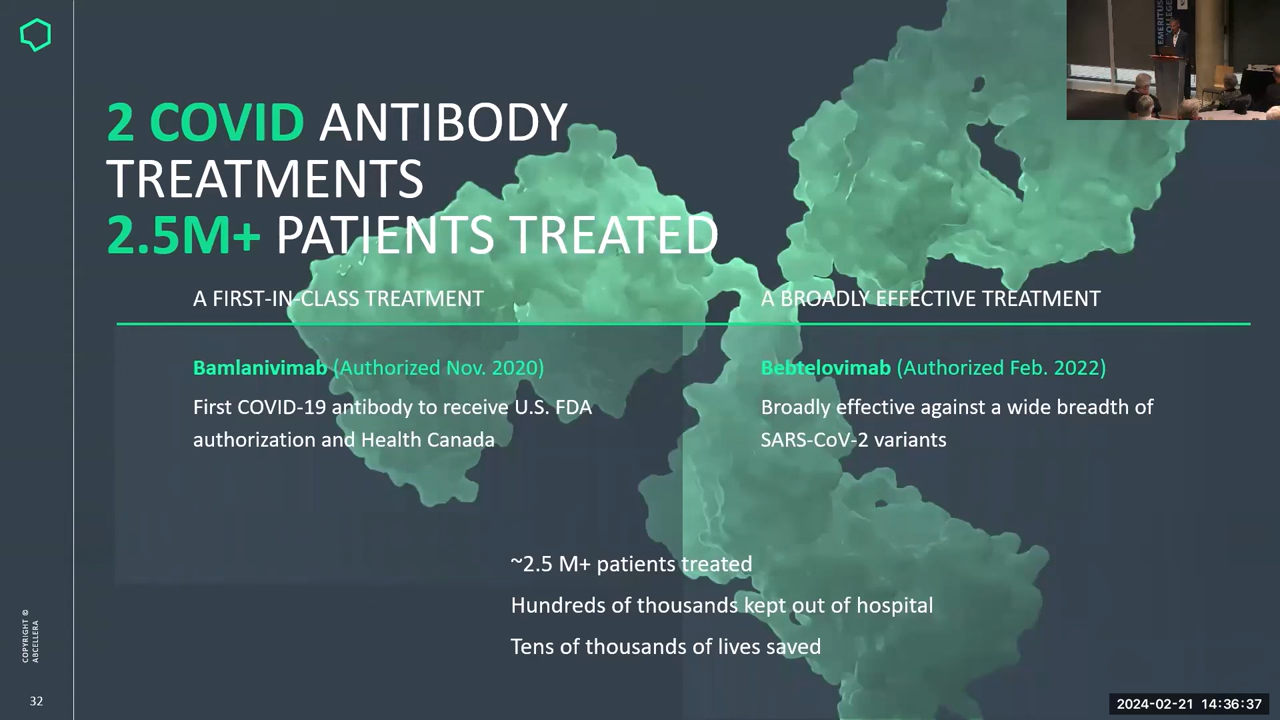 2 COVID ANTIBODY
TREATMENTS
2.5M+ PATIENTS TREATED
A FIRST-IN-CLASS TREATMENT
Bamlanivimab (Authorized Nov. 2020)
First COVID-19 antibody to receive U.S. FDA
authorization and Health Canada
A BROADLY EFFECTIVE TREATMENT
Bebtelovimab (Authorized Feb. 2022)
Broadly effective against a wide breadth of
SARS-CoV-2 variants
~2.5 M+ patients treated
Hundreds of thousands kept out of hospital
Tens of thousands of lives saved
COPYRIGHT ©
ABCELLERA
32
EMERITUS
COLLEGE
2024-02-21 14:36:37